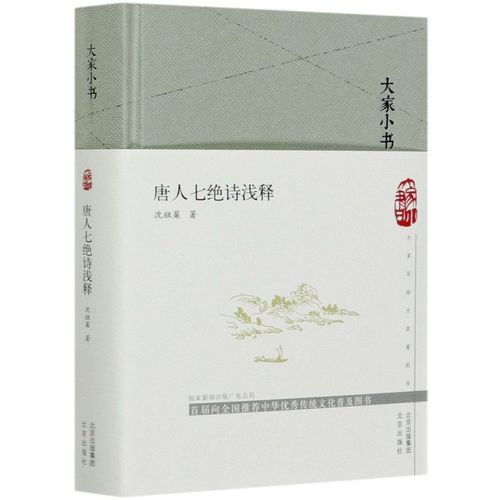 大家小书
唐人七绝诗浅释
沈祖棻 著
北京出版集团
北京出版社
大家小书
唐人七绝诗浅释
沈祖棻 著
国家新闻出版广电总局
首届向全国推荐中华优秀传统文化普及图书
北京出版集团
北京出版社